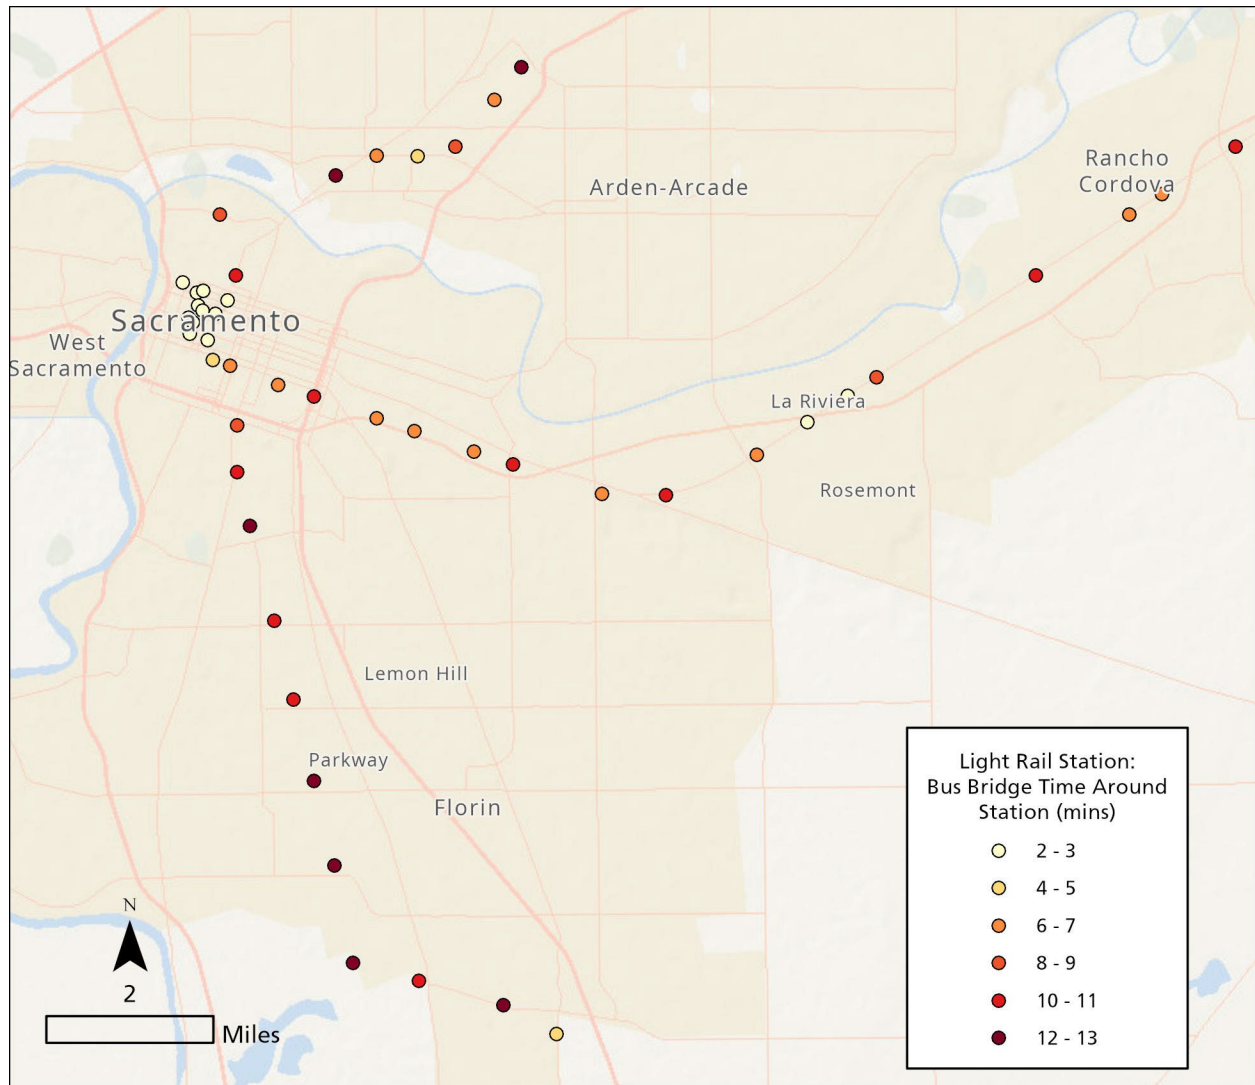 Arden-Arcade
Rancho
Cordova
Sacramento
West
Sacramento
La Riviera
Rosemont
Lemon Hill
Parkway
Florin
N
2
Miles
Light Rail Station:
Bus Bridge Time Around
Station (mins)
2 - 3
4 - 5
6 - 7
8 - 9
10 - 11
12 - 13